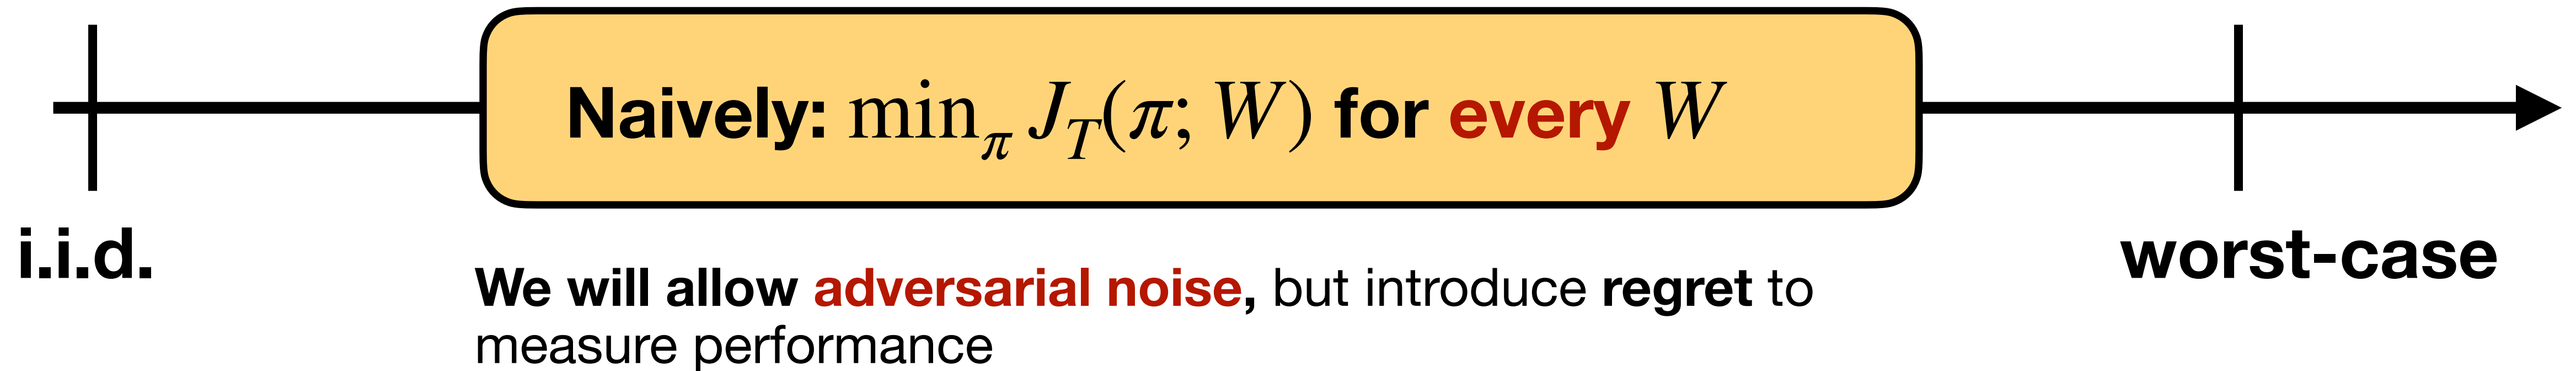 Naively: min_π J_T(π; W) for every W
i.i.d.
worst-case
We will allow adversarial noise, but introduce regret to
measure performance